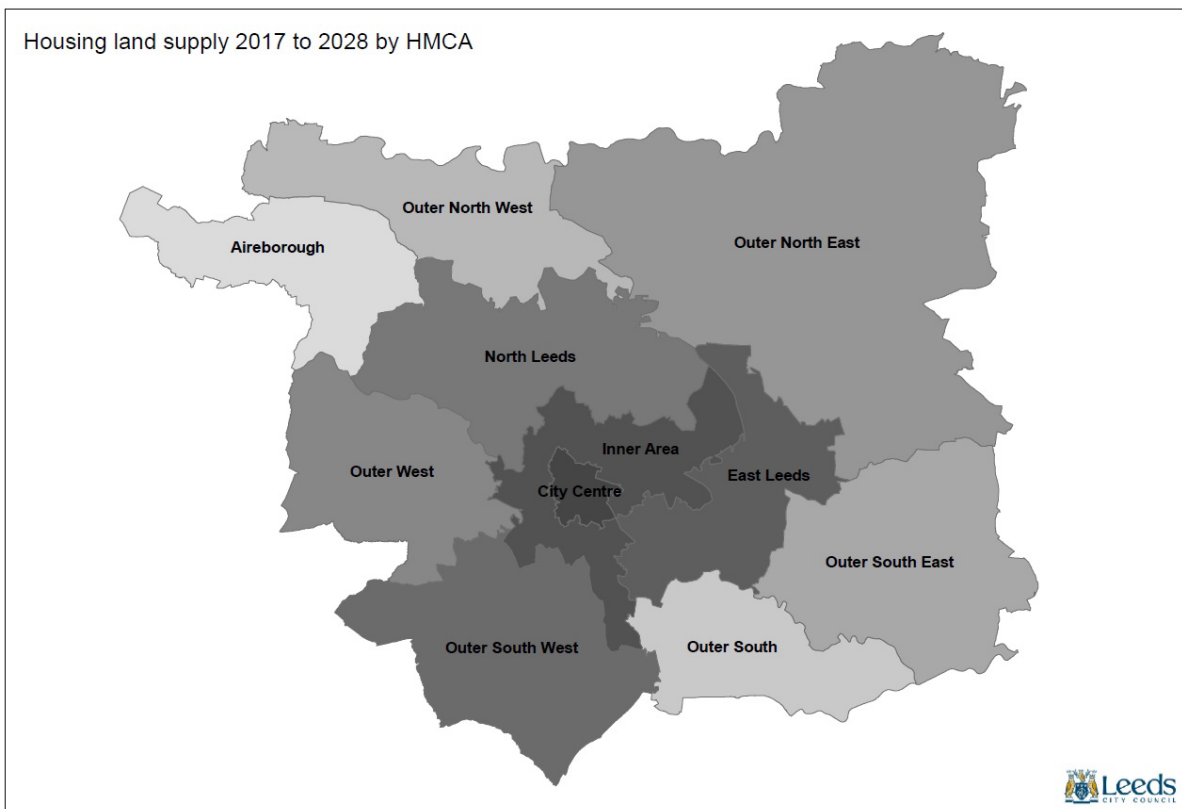 Housing land supply 2017 to 2028 by HMCA
Outer North West
Aireborough
Outer North East
North Leeds
Inner Area
Outer West
East Leeds
City Centre
Outer South East
Outer South West
Outer South
Leeds
CITY COUNCIL